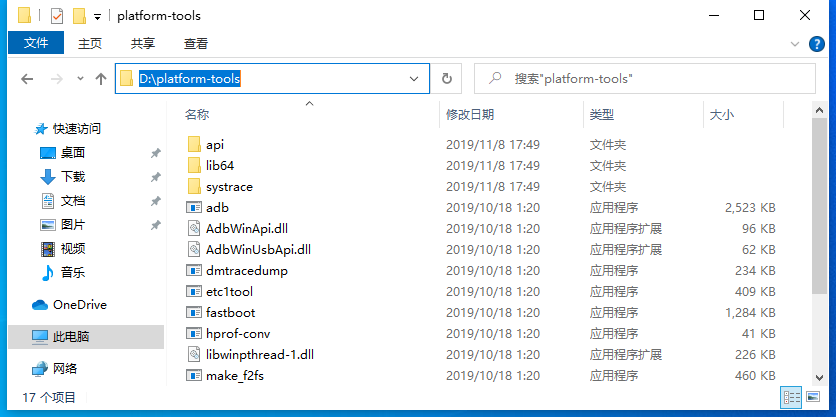 platform-tools
文件 主页 共享 查看
D:\platform-tools 搜索"platform-tools"
名称 修改日期 类型 大小
快速访问
桌面
下载
文档
图片
视频
音乐
OneDrive
此电脑
网络
api 2019/11/8 17:49 文件夹
lib64 2019/11/8 17:49 文件夹
systrace 2019/11/8 17:49 文件夹
adb 2019/10/18 1:20 应用程序 2,523 KB
AdbWinApi.dll 2019/10/18 1:20 应用程序扩展 96 KB
AdbWinUsbApi.dll 2019/10/18 1:20 应用程序扩展 62 KB
dmtracedump 2019/10/18 1:20 应用程序 234 KB
etc1tool 2019/10/18 1:20 应用程序 409 KB
fastboot 2019/10/18 1:20 应用程序 1,284 KB
hprof-conv 2019/10/18 1:20 应用程序 41 KB
libwinpthread-1.dll 2019/10/18 1:20 应用程序扩展 226 KB
make_f2fs 2019/10/18 1:20 应用程序 460 KB
17 个项目